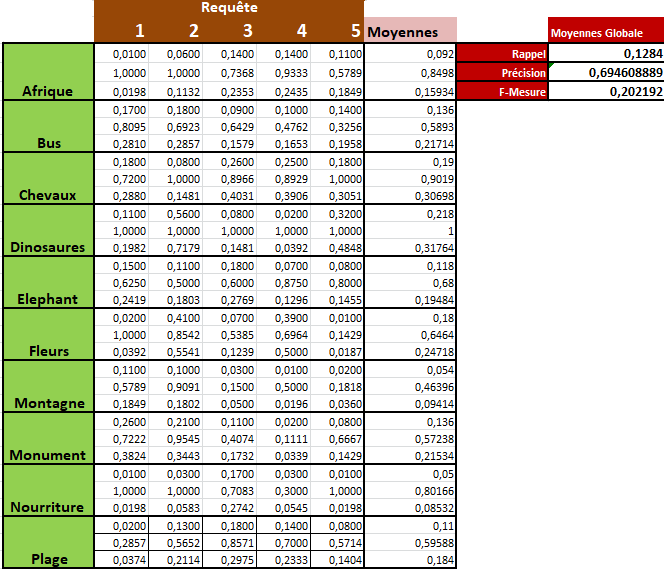 Requête
1 2 3 4 5 Moyennes Moyennes Globale
0,0100 0,0600 0,1400 0,1400 0,1100 0,092 Rappel 0,1284
1,0000 1,0000 0,7368 0,9333 0,5789 0,8498 Précision 0,694608889
Afrique 0,0198 0,1132 0,2353 0,2435 0,1849 0,15934 F-Mesure 0,202192
0,1700 0,1800 0,0900 0,1000 0,1400 0,136
0,8095 0,6923 0,6429 0,4762 0,3256 0,5893
Bus 0,2810 0,2857 0,1579 0,1653 0,1958 0,21714
0,1800 0,0800 0,2600 0,2500 0,1800 0,19
0,7200 1,0000 0,8966 0,8929 1,0000 0,9019
Chevaux 0,2880 0,1481 0,4031 0,3906 0,3051 0,30698
0,1100 0,5600 0,0800 0,0200 0,3200 0,218
1,0000 1,0000 1,0000 1,0000 1,0000 1
Dinosaures 0,1982 0,7179 0,1481 0,0392 0,4848 0,31764
0,1500 0,1100 0,1800 0,0700 0,0800 0,118
0,6250 0,5000 0,6000 0,8750 0,8000 0,68
Elephant 0,2419 0,1803 0,2769 0,1296 0,1455 0,19484
0,0200 0,4100 0,0700 0,3900 0,0100 0,18
1,0000 0,8542 0,5385 0,6964 0,1429 0,6464
Fleurs 0,0392 0,5541 0,1239 0,5000 0,0187 0,24718
0,1100 0,1000 0,0300 0,0100 0,0200 0,054
0,5789 0,9091 0,1500 0,5000 0,1818 0,46396
Montagne 0,1849 0,1802 0,0500 0,0196 0,0360 0,09414
0,2600 0,2100 0,1100 0,0200 0,0800 0,136
0,7222 0,9545 0,4074 0,1111 0,6667 0,57238
Monument 0,3824 0,3443 0,1732 0,0339 0,1429 0,21534
0,0100 0,0300 0,1700 0,0300 0,0100 0,05
1,0000 1,0000 0,7083 0,3000 1,0000 0,80166
Nourriture 0,0198 0,0583 0,2742 0,0545 0,0198 0,08532
0,0200 0,1300 0,1800 0,1400 0,0800 0,11
0,2857 0,5652 0,8571 0,7000 0,5714 0,59588
Plage 0,0374 0,2114 0,2975 0,2333 0,1404 0,184